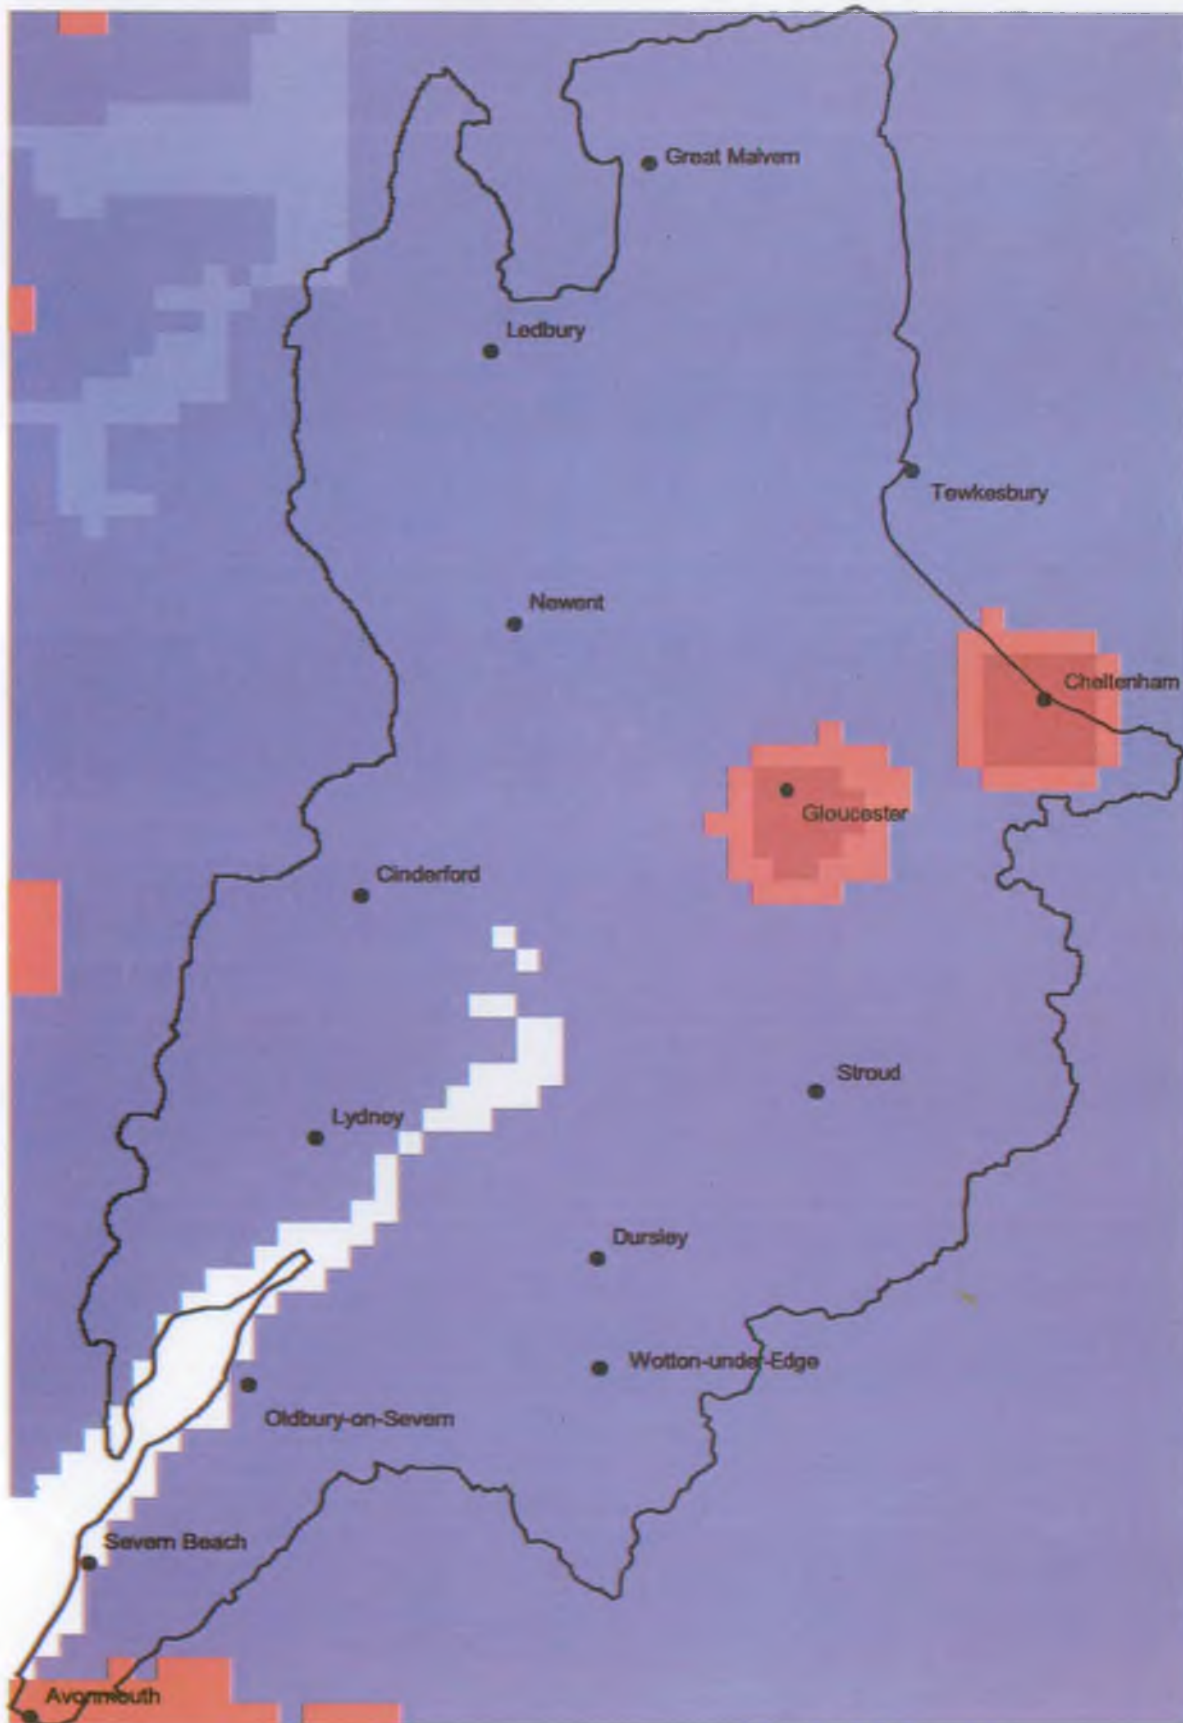 Great Malvern
Ledbury
Tewkesbury
Newent
Cheltenham
Gloucester
Cinderford
Stroud
Lydney
Dursley
Wotton-under-Edge
Oldbury-on-Severn
Severn Beach
Avonmouth